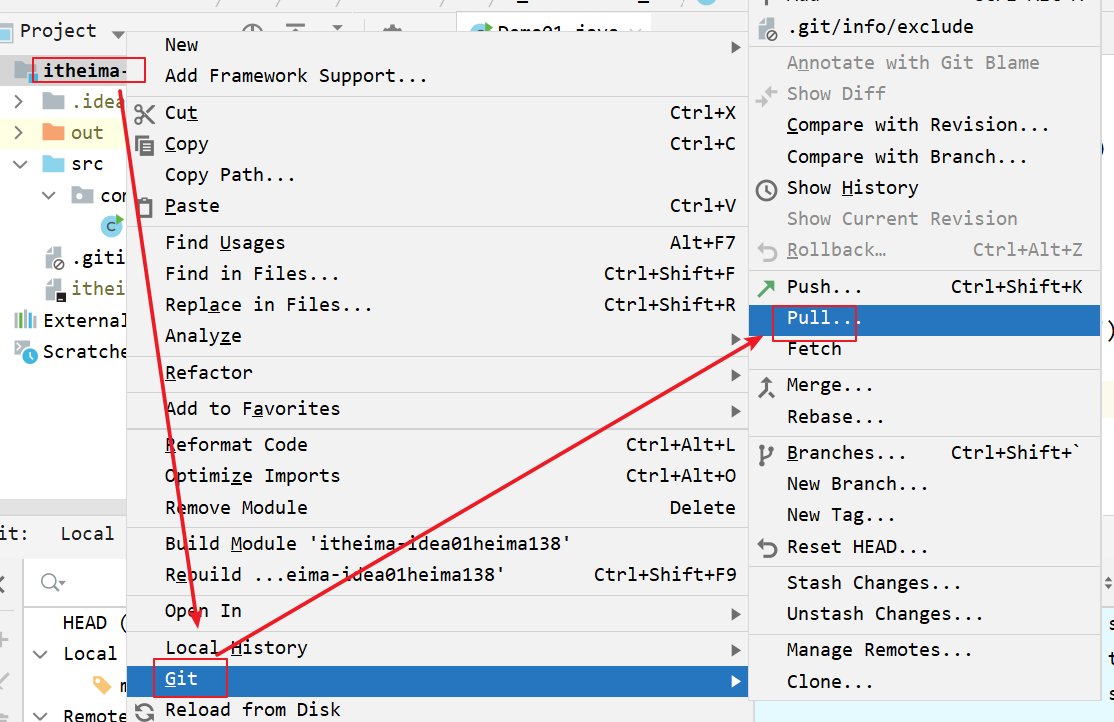 Project
Demo01.java
itheima-
.idea
out
src
.giti
ithei
External
Scratche
it:
Local
HEAD (
Local
Remote
New
Add Framework Support...
Cut Ctrl+X
Copy Ctrl+C
Copy Path...
Paste Ctrl+V
Find Usages Alt+F7
Find in Files... Ctrl+Shift+F
Replace in Files... Ctrl+Shift+R
Analyze
Refactor
Add to Favorites
Reformat Code Ctrl+Alt+L
Optimize Imports Ctrl+Alt+O
Remove Module Delete
Build Module 'itheima-idea01heima138'
Rebuild ...eima-idea01heima138' Ctrl+Shift+F9
Open In
Local History
Git
Reload from Disk
.git/info/exclude
Annotate with Git Blame
Show Diff
Compare with Revision...
Compare with Branch...
Show History
Show Current Revision
Rollback… Ctrl+Alt+Z
Push... Ctrl+Shift+K
Pull...
Fetch
Merge...
Rebase...
Branches... Ctrl+Shift+`
New Branch...
New Tag...
Reset HEAD...
Stash Changes...
Unstash Changes...
Manage Remotes...
Clone...